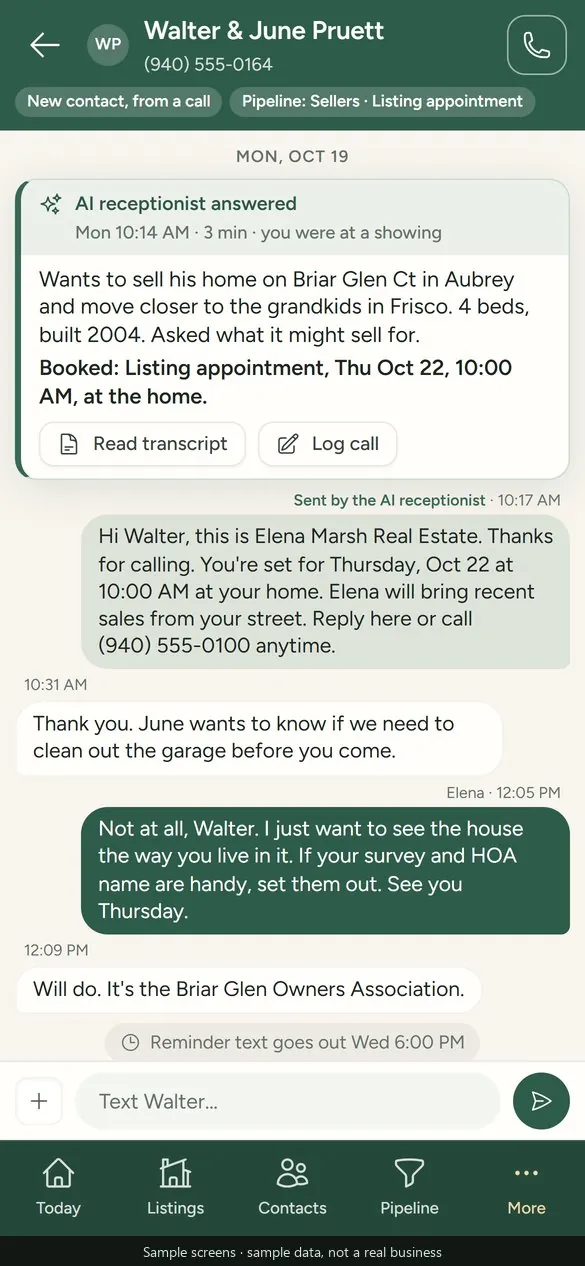 WP
Walter & June Pruett
(940) 555-0164
New contact, from a call
Pipeline: Sellers · Listing appointment
MON, OCT 19
AI receptionist answered
Mon 10:14 AM · 3 min · you were at a showing
Wants to sell his home on Briar Glen Ct in Aubrey
and move closer to the grandkids in Frisco. 4 beds,
built 2004. Asked what it might sell for.
Booked: Listing appointment, Thu Oct 22, 10:00
AM, at the home.
Read transcript
Log call
Sent by the AI receptionist · 10:17 AM
Hi Walter, this is Elena Marsh Real Estate. Thanks
for calling. You're set for Thursday, Oct 22 at
10:00 AM at your home. Elena will bring recent
sales from your street. Reply here or call
(940) 555-0100 anytime.
10:31 AM
Thank you. June wants to know if we need to
clean out the garage before you come.
Elena · 12:05 PM
Not at all, Walter. I just want to see the house
the way you live in it. If your survey and HOA
name are handy, set them out. See you
Thursday.
12:09 PM
Will do. It's the Briar Glen Owners Association.
Reminder text goes out Wed 6:00 PM
Text Walter...
Today
Listings
Contacts
Pipeline
More
Sample screens · sample data, not a real business